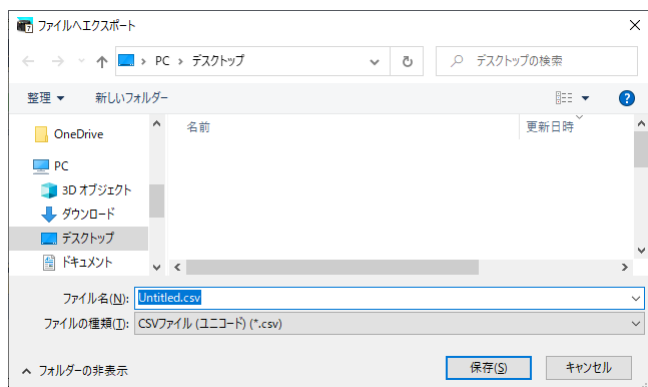 ファイルへエクスポート
PC › デスクトップ
デスクトップの検索
整理
新しいフォルダー
名前
更新日時
OneDrive
PC
3D オブジェクト
ダウンロード
デスクトップ
ドキュメント
ファイル名(N): Untitled.csv
ファイルの種類(T): CSVファイル (ユニコード) (*.csv)
フォルダーの非表示
保存(S)
キャンセル